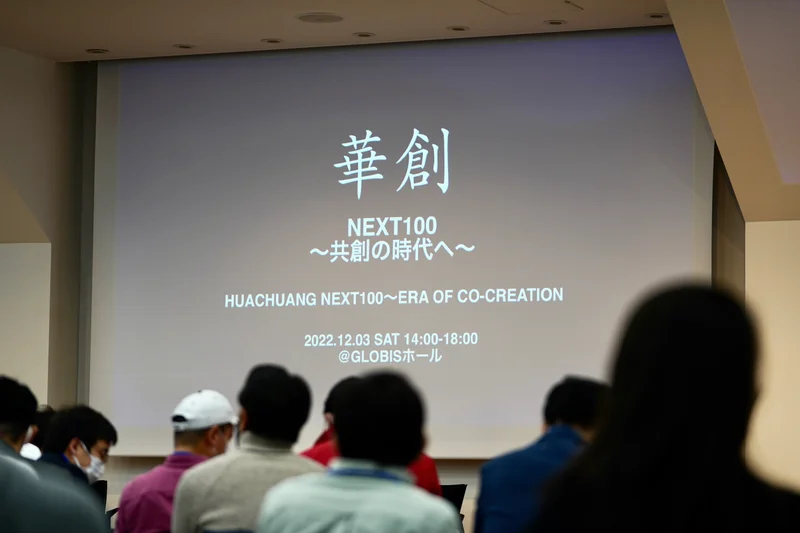 華創
NEXT100
〜共創の時代へ〜
HUACHUANG NEXT100〜ERA OF CO-CREATION
2022.12.03 SAT 14:00-18:00
@GLOBISホール